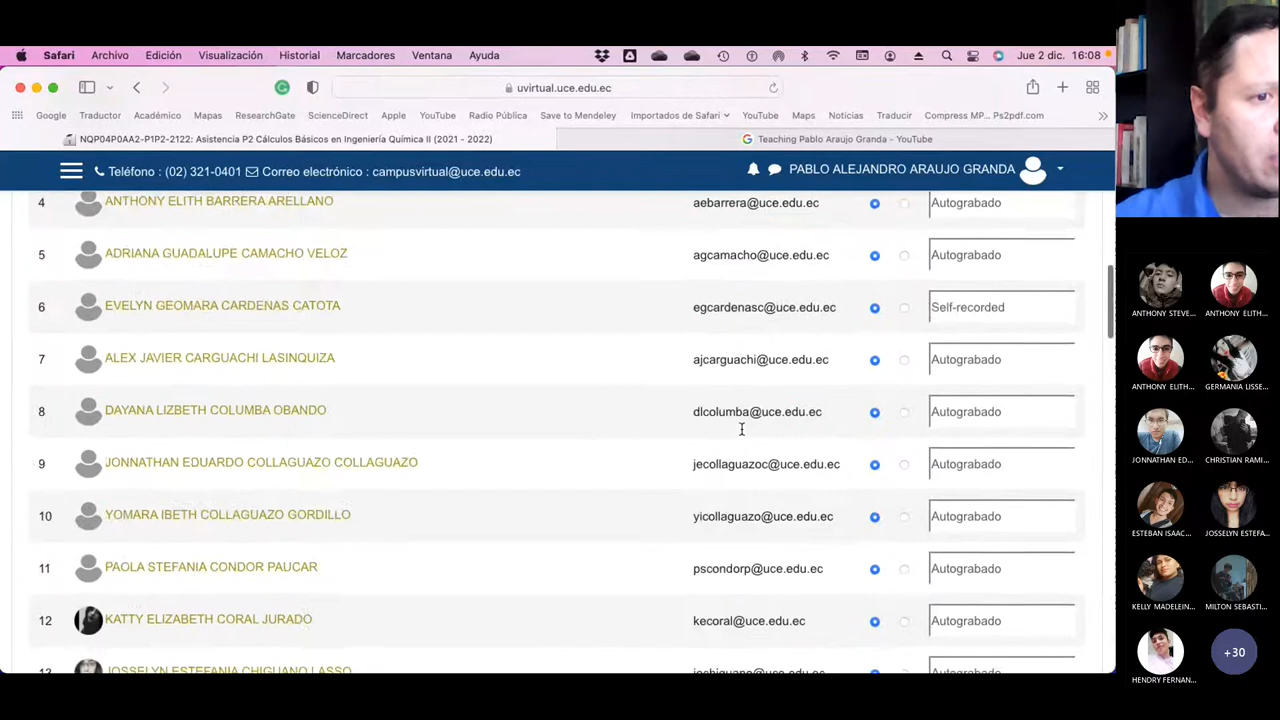 Safari Archivo Edición Visualización Historial Marcadores Ventana Ayuda Jue 2 dic. 16:08
uvirtual.uce.edu.ec
Google Traductor Académico Mapas ResearchGate ScienceDirect Apple YouTube Radio Pública Save to Mendeley Importados de Safari YouTube Maps Noticias Traducir Compress MP... Ps2pdf.com
NQP04P0AA2-P1P2-2122: Asistencia P2 Cálculos Básicos en Ingeniería Química II (2021 - 2022) Teaching Pablo Araujo Granda - YouTube
Teléfono : (02) 321-0401 Correo electrónico : campusvirtual@uce.edu.ec PABLO ALEJANDRO ARAUJO GRANDA
4 ANTHONY ELITH BARRERA ARELLANO aebarrera@uce.edu.ec Autograbado
5 ADRIANA GUADALUPE CAMACHO VELOZ agcamacho@uce.edu.ec Autograbado
6 EVELYN GEOMARA CARDENAS CATOTA egcardenasc@uce.edu.ec Self-recorded
7 ALEX JAVIER CARGUACHI LASINQUIZA ajcarguachi@uce.edu.ec Autograbado
8 DAYANA LIZBETH COLUMBA OBANDO dlcolumba@uce.edu.ec Autograbado
9 JONNATHAN EDUARDO COLLAGUAZO COLLAGUAZO jecollaguazoc@uce.edu.ec Autograbado
10 YOMARA IBETH COLLAGUAZO GORDILLO yicollaguazo@uce.edu.ec Autograbado
11 PAOLA STEFANIA CONDOR PAUCAR pscondorp@uce.edu.ec Autograbado
12 KATTY ELIZABETH CORAL JURADO kecoral@uce.edu.ec Autograbado
JOSSELYN ESTEFANIA CHIGUANO LASSO
ANTHONY STEVE... ANTHONY ELITH...
ANTHONY ELITH... GERMANIA LISSE...
JONNATHAN ED... CHRISTIAN RAMI...
ESTEBAN ISAAC... JOSSELYN ESTEFA...
KELLY MADELEIN... MILTON SEBASTI...
HENDRY FERNAN... +30